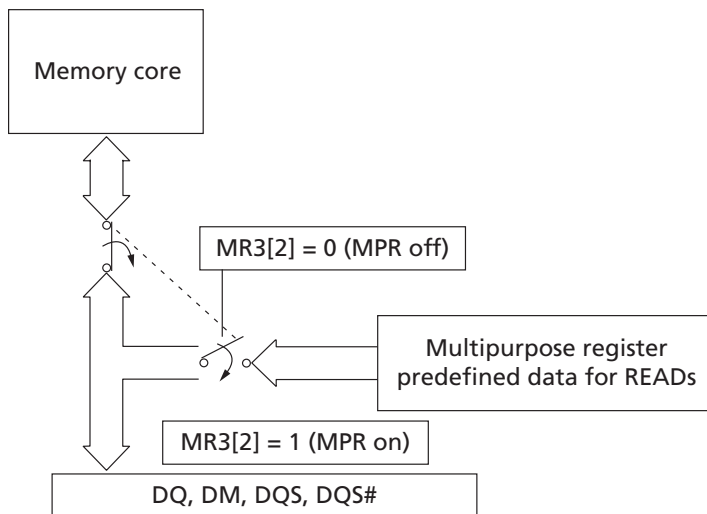 Memory core
MR3[2] = 0 (MPR off)
Multipurpose register
predefined data for READs
MR3[2] = 1 (MPR on)
DQ, DM, DQS, DQS#